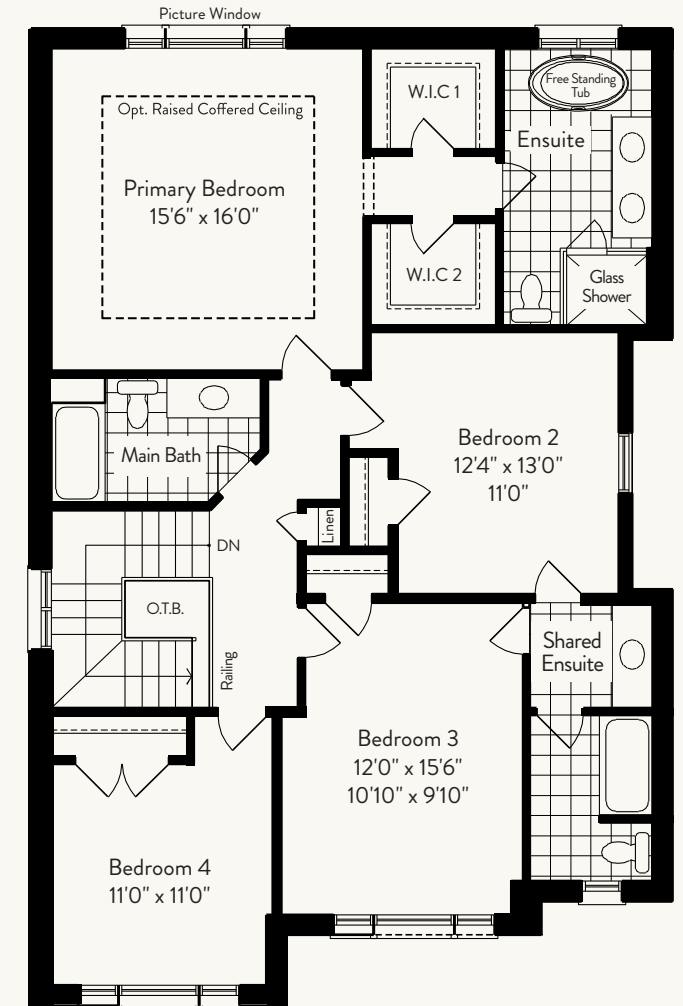 Picture Window
Opt. Raised Coffered Ceiling
Primary Bedroom
15'6" x 16'0"
W.I.C 1
Free Standing
Tub
Ensuite
W.I.C 2
Glass
Shower
Main Bath
Bedroom 2
12'4" x 13'0"
11'0"
Linen
DN
O.T.B.
Railing
Shared
Ensuite
Bedroom 3
12'0" x 15'6"
10'10" x 9'10"
Bedroom 4
11'0" x 11'0"